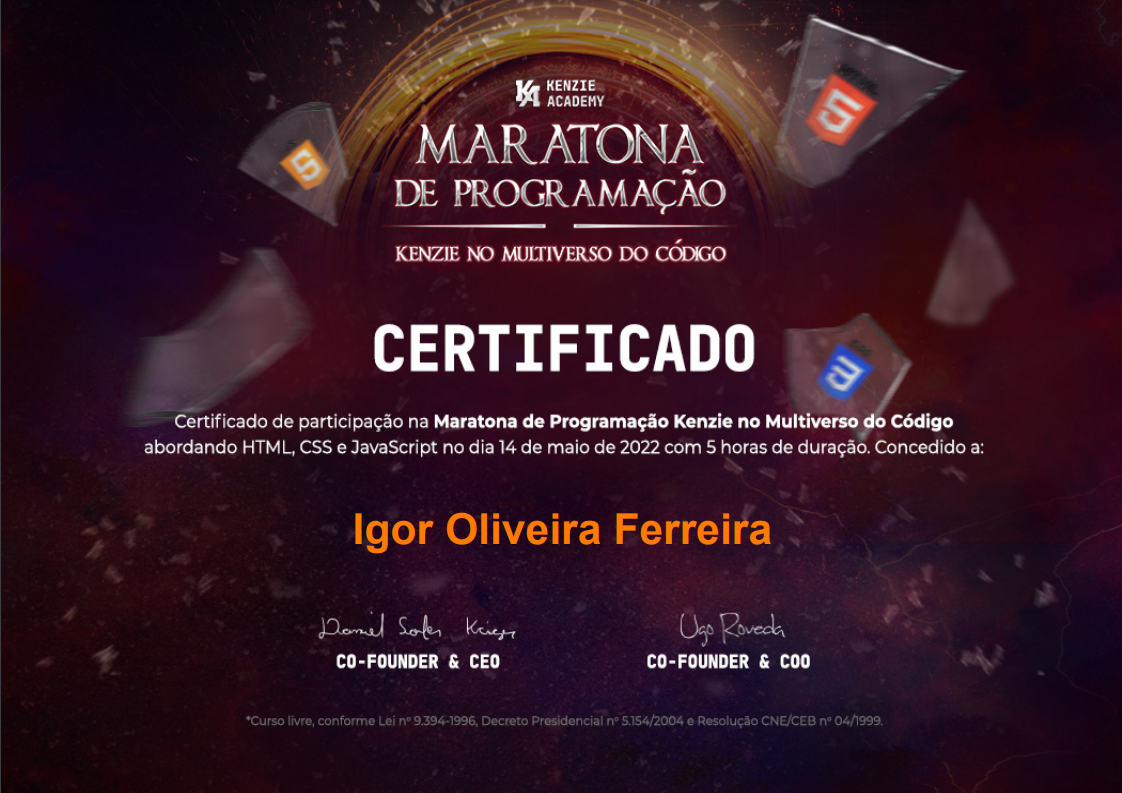 KENZIE
ACADEMY
MARATONA
DE PROGRAMAÇÃO
KENZIE NO MULTIVERSO DO CÓDIGO
CERTIFICADO
Certificado de participação na Maratona de Programação Kenzie no Multiverso do Código
abordando HTML, CSS e JavaScript no dia 14 de maio de 2022 com 5 horas de duração. Concedido a:
Igor Oliveira Ferreira
Ugo Roveda
CO-FOUNDER & CEO
CO-FOUNDER & COO
*Curso livre, conforme Lei nº 9.394-1996, Decreto Presidencial nº 5.154/2004 e Resolução CNE/CEB nº 04/1999.